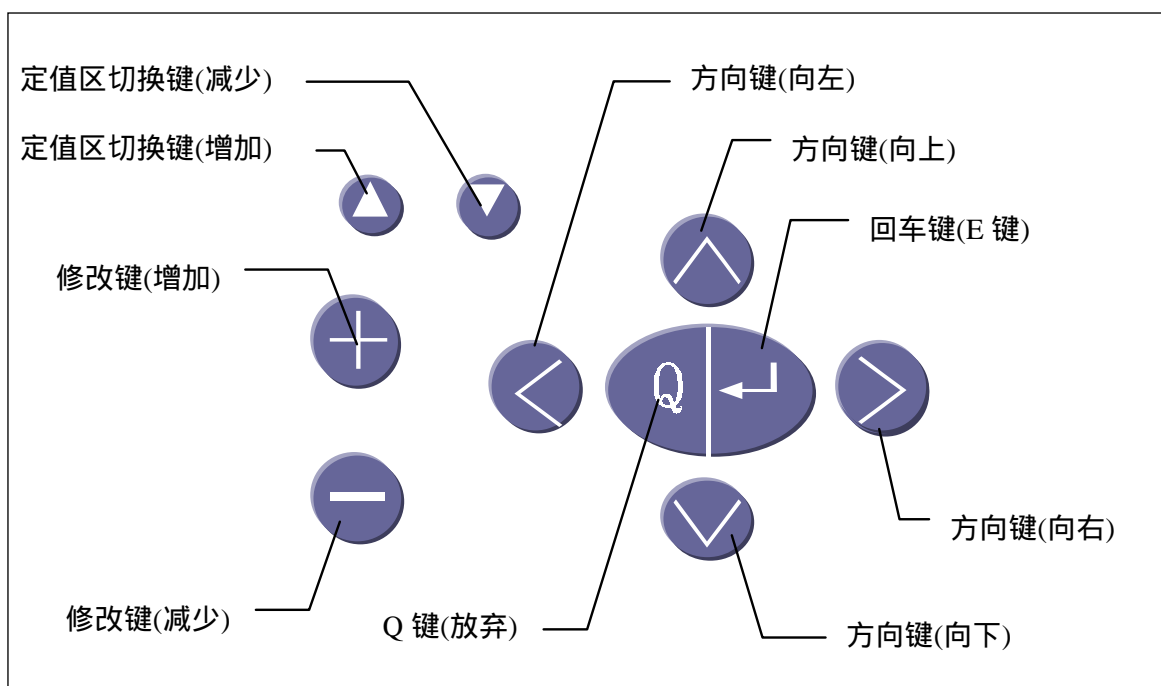 定值区切换键(减少)
方向键(向左)
定值区切换键(增加)
方向键(向上)
回车键(E 键)
修改键(增加)
Q
方向键(向右)
修改键(减少)
Q 键(放弃)
方向键(向下)